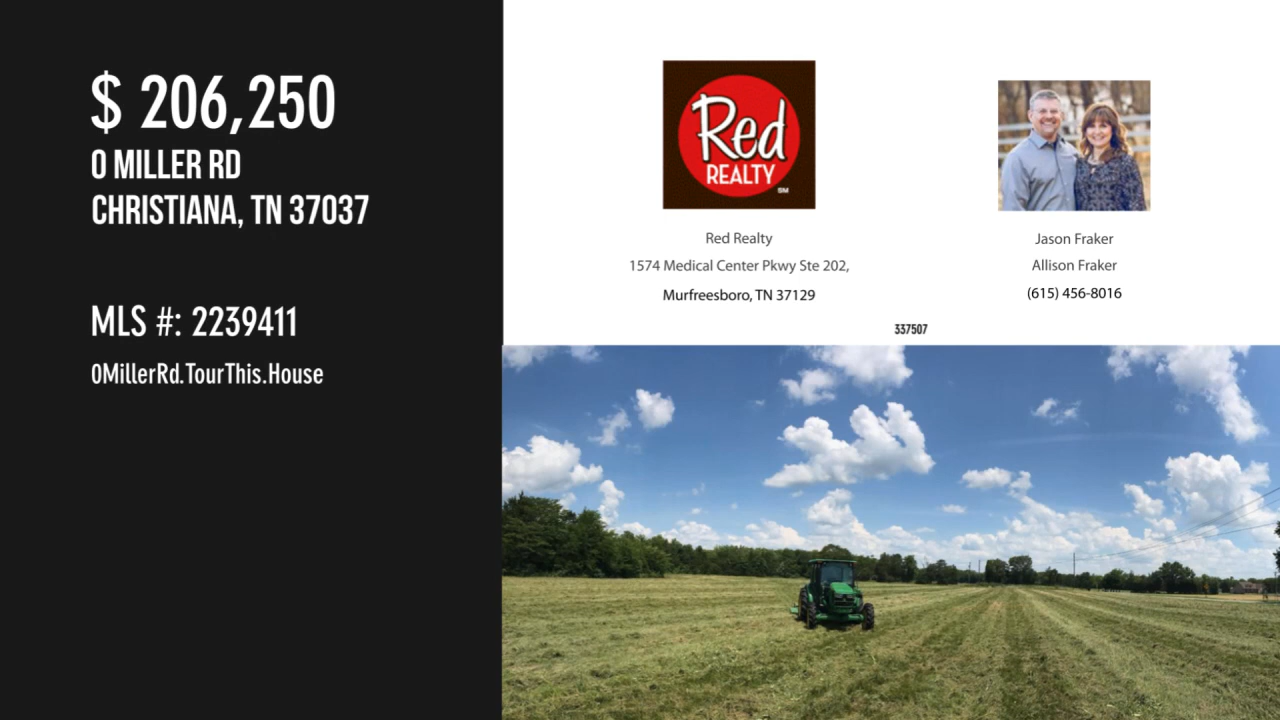 $ 206,250
0 MILLER RD
CHRISTIANA, TN 37037
MLS #: 2239411
0MillerRd.TourThis.House
Red
REALTY
SM
Red Realty
1574 Medical Center Pkwy Ste 202,
Murfreesboro, TN 37129
Jason Fraker
Allison Fraker
(615) 456-8016
337507